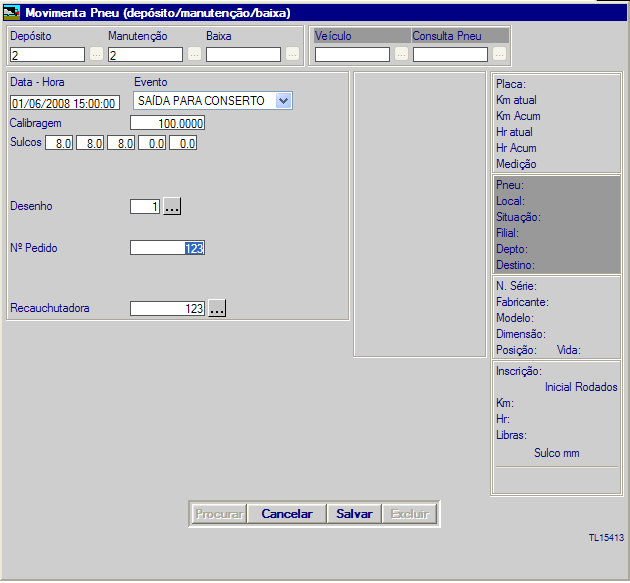 Movimenta Pneu (depósito/manutenção/baixa)
Depósito Manutenção Baixa Veículo Consulta Pneu
2 ... 2 ... ... ... ...
Data - Hora Evento
01/06/2008 15:00:00 SAÍDA PARA CONSERTO
Calibragem 100.0000
Sulcos 8.0 8.0 8.0 0.0 0.0
Desenho 1 ...
Nº Pedido 123
Recauchutadora 123 ...
Placa:
Km atual
Km Acum
Hr atual
Hr Acum
Medição
Pneu:
Local:
Situação:
Filial:
Depto:
Destino:
N. Série:
Fabricante:
Modelo:
Dimensão:
Posição: Vida:
Inscrição:
Inicial Rodados
Km:
Hr:
Libras:
Sulco mm
Procurar Cancelar Salvar Excluir
TL15413